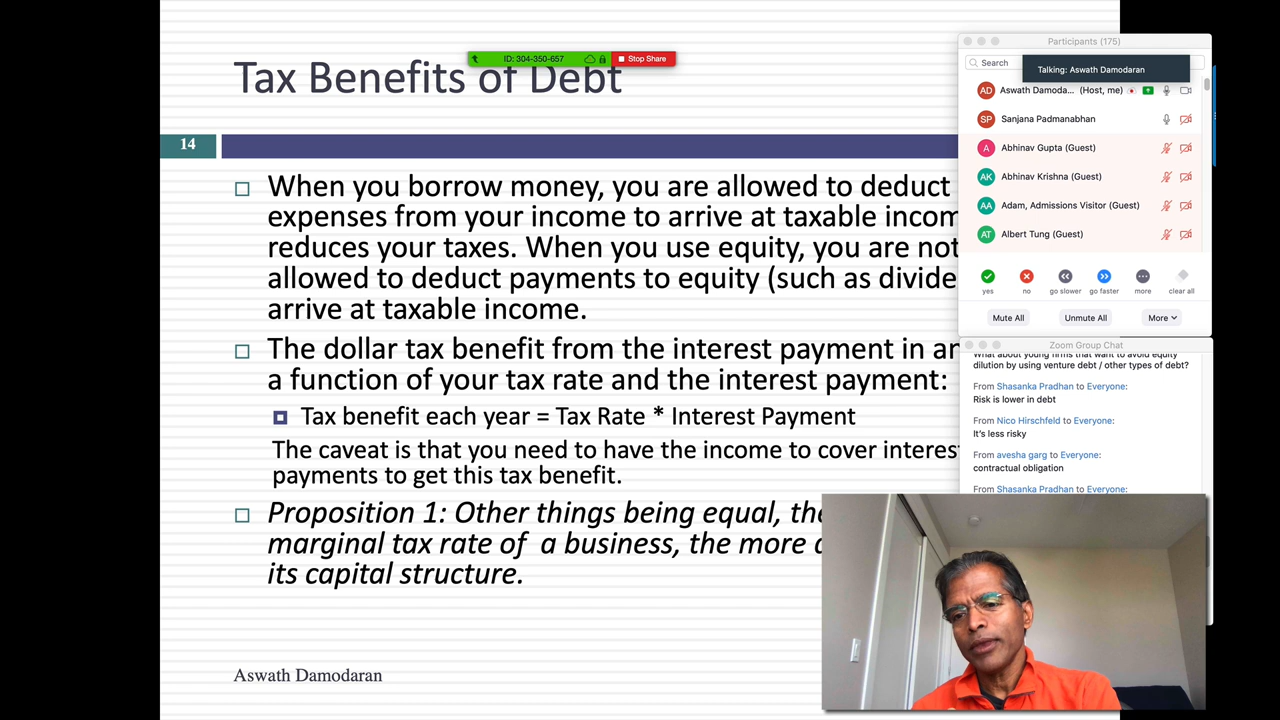 Tax Benefits of Debt
ID: 304-350-657
Stop Share
14
When you borrow money, you are allowed to deduct
expenses from your income to arrive at taxable incom
reduces your taxes. When you use equity, you are not
allowed to deduct payments to equity (such as divide
arrive at taxable income.
The dollar tax benefit from the interest payment in an
a function of your tax rate and the interest payment:
Tax benefit each year = Tax Rate * Interest Payment
The caveat is that you need to have the income to cover interest
payments to get this tax benefit.
Proposition 1: Other things being equal, the
marginal tax rate of a business, the more
its capital structure.
Aswath Damodaran
Participants (175)
Search
Talking: Aswath Damodaran
AD Aswath Damoda... (Host, me)
SP Sanjana Padmanabhan
A Abhinav Gupta (Guest)
AK Abhinav Krishna (Guest)
AA Adam, Admissions Visitor (Guest)
AT Albert Tung (Guest)
yes no go slower go faster more clear all
Mute All Unmute All More
Zoom Group Chat
What about young firms that want to avoid equity
dilution by using venture debt / other types of debt?
From Shasanka Pradhan to Everyone:
Risk is lower in debt
From Nico Hirschfeld to Everyone:
It's less risky
From avesha garg to Everyone:
contractual obligation
From Shasanka Pradhan to Everyone: